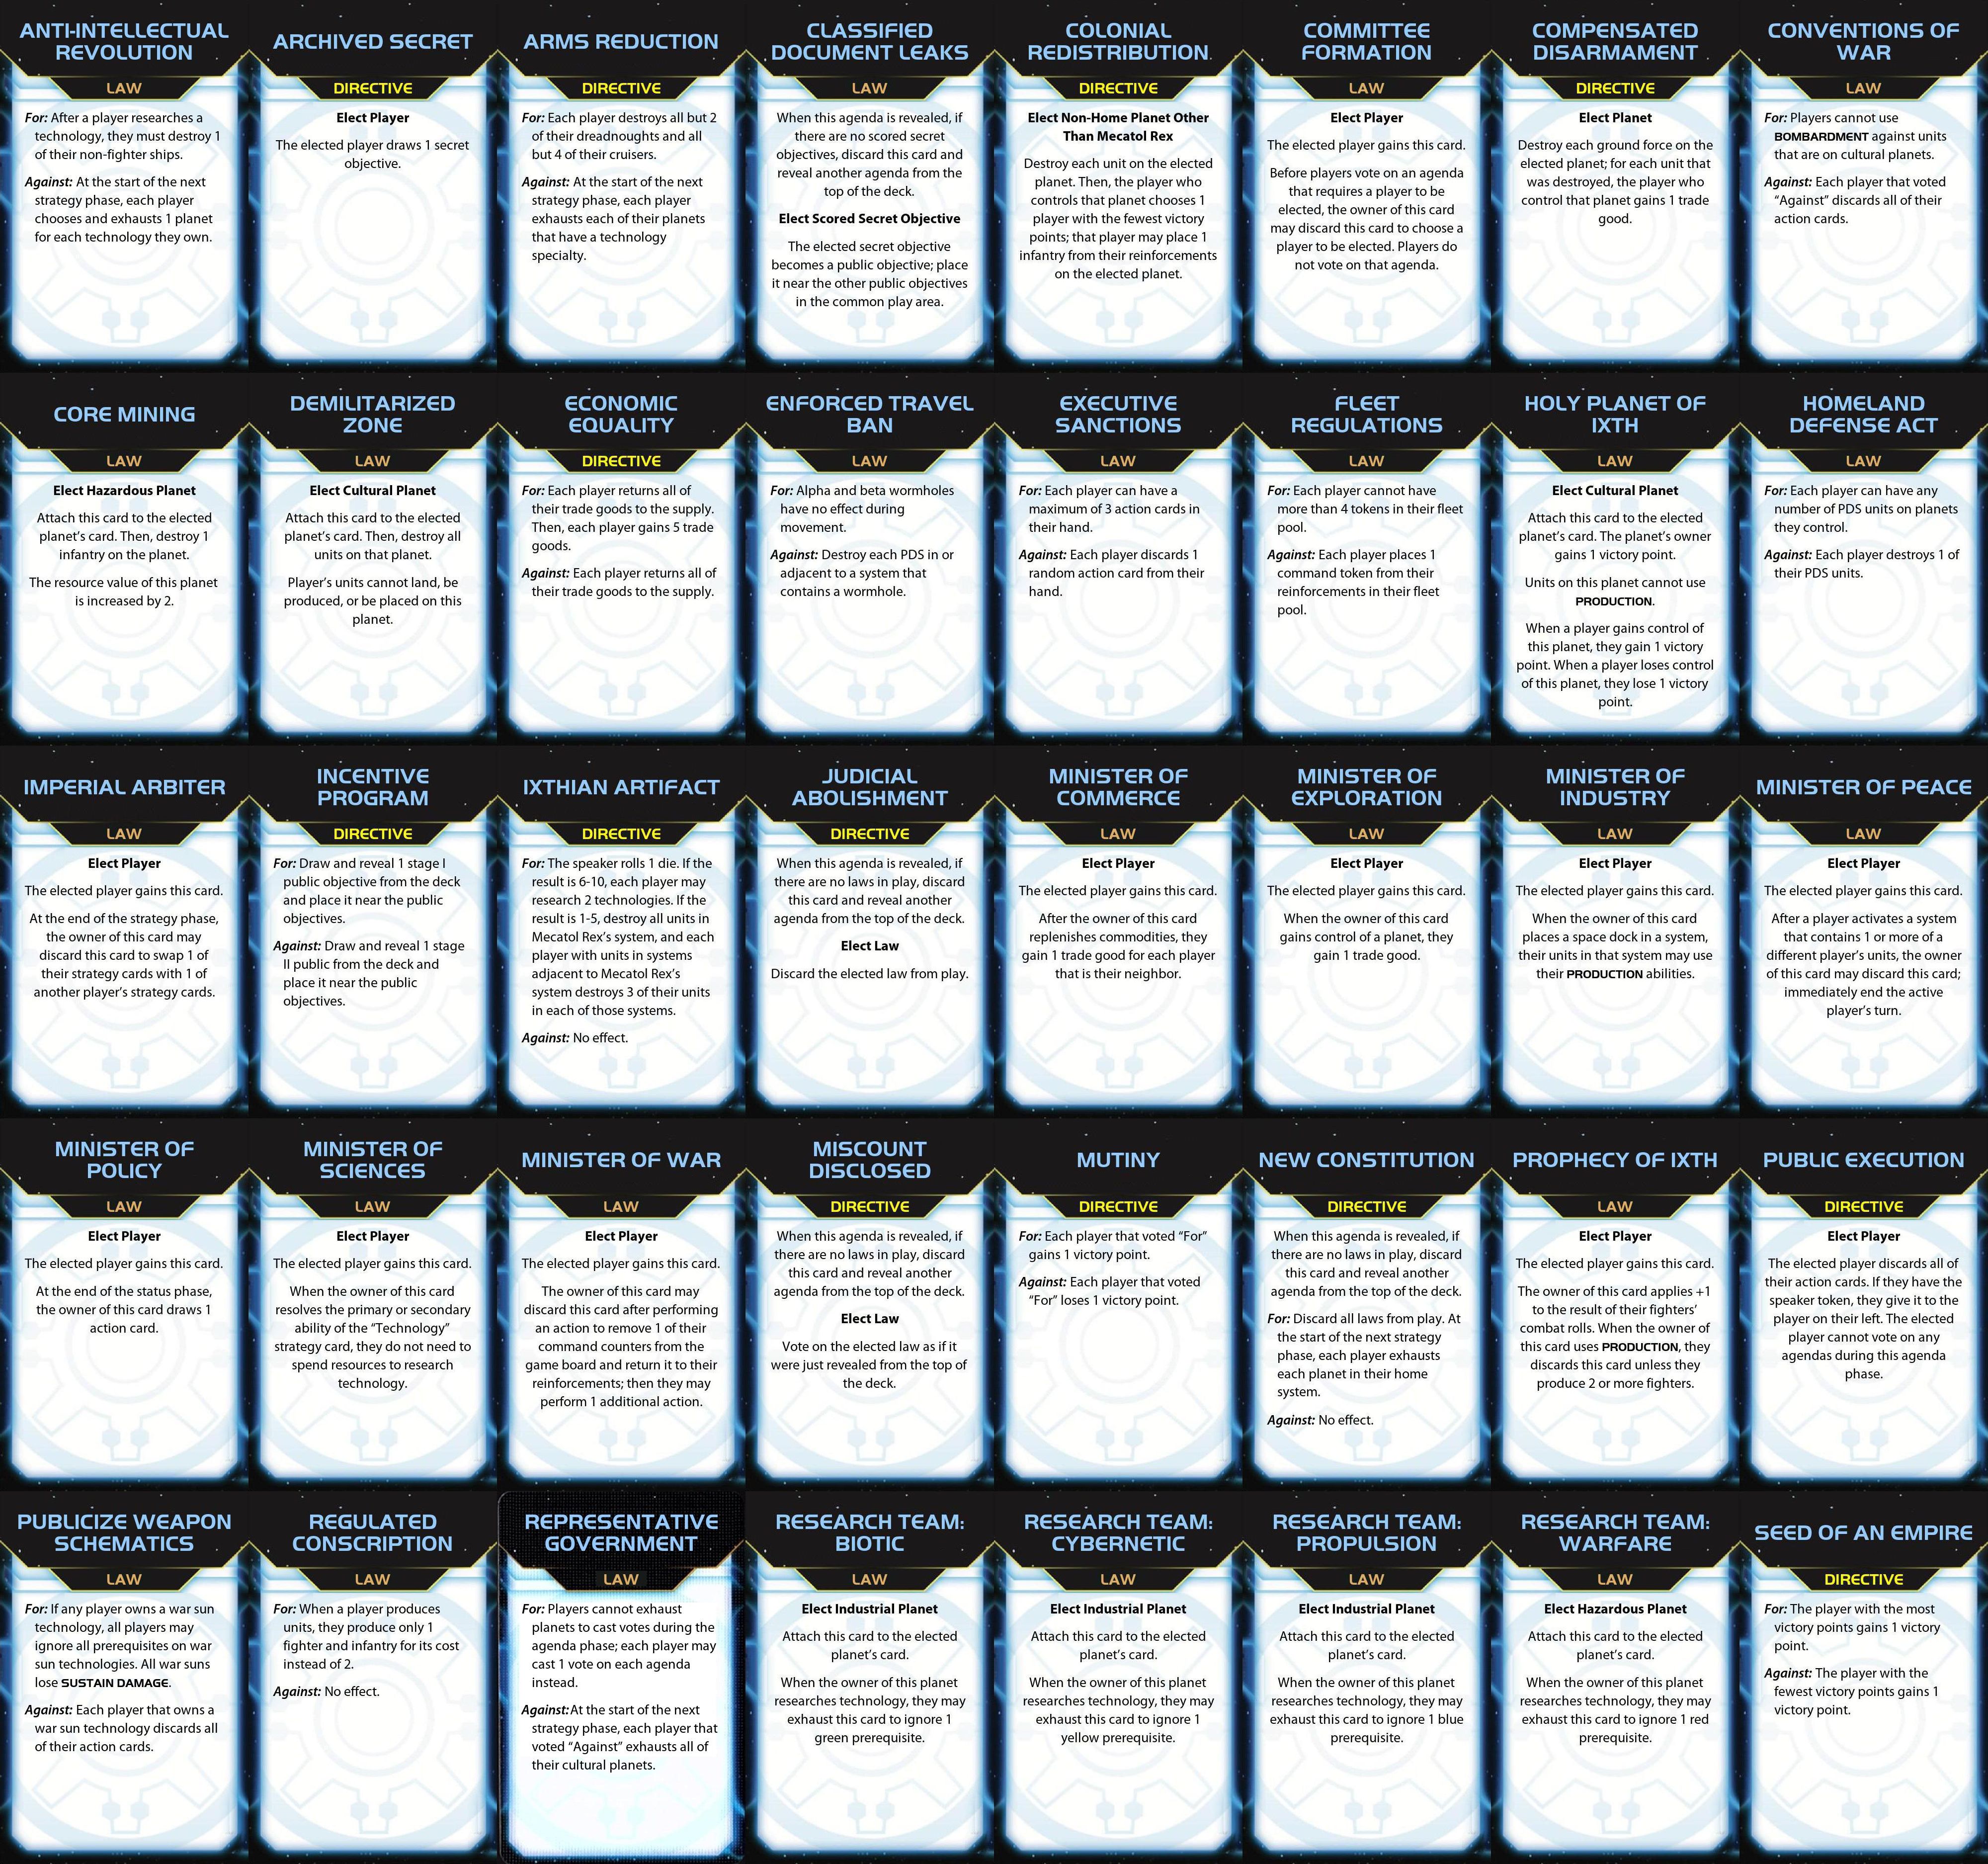 ANTI-INTELLECTUAL
REVOLUTION
LAW
For: After a player researches a
technology, they must destroy 1
of their non-fighter ships.
Against: At the start of the next
strategy phase, each player
chooses and exhausts 1 planet
for each technology they own.
ARCHIVED SECRET
DIRECTIVE
Elect Player
The elected player draws 1 secret
objective.
ARMS REDUCTION
DIRECTIVE
For: Each player destroys all but 2
of their dreadnoughts and all
but 4 of their cruisers.
Against: At the start of the next
strategy phase, each player
exhausts each of their planets
that have a technology
specialty.
CLASSIFIED
DOCUMENT LEAKS
LAW
When this agenda is revealed, if
there are no scored secret
objectives, discard this card and
reveal another agenda from the
top of the deck.
Elect Scored Secret Objective
The elected secret objective
becomes a public objective; place
it near the other public objectives
in the common play area.
COLONIAL
REDISTRIBUTION
DIRECTIVE
Elect Non-Home Planet Other
Than Mecatol Rex
Destroy each unit on the elected
planet. Then, the player who
controls that planet chooses 1
player with the fewest victory
points; that player may place 1
infantry from their reinforcements
on the elected planet.
COMMITTEE
FORMATION
LAW
Elect Player
The elected player gains this card.
Before players vote on an agenda
that requires a player to be
elected, the owner of this card
may discard this card to choose a
player to be elected. Players do
not vote on that agenda.
COMPENSATED
DISARMAMENT
DIRECTIVE
Elect Planet
Destroy each ground force on the
elected planet; for each unit that
was destroyed, the player who
control that planet gains 1 trade
good.
CONVENTIONS OF
WAR
LAW
For: Players cannot use
BOMBARDMENT against units
that are on cultural planets.
Against: Each player that voted
“Against” discards all of their
action cards.
CORE MINING
LAW
Elect Hazardous Planet
Attach this card to the elected
planet’s card. Then, destroy 1
infantry on the planet.
The resource value of this planet
is increased by 2.
DEMILITARIZED
ZONE
LAW
Elect Cultural Planet
Attach this card to the elected
planet’s card. Then, destroy all
units on that planet.
Player’s units cannot land, be
produced, or be placed on this
planet.
ECONOMIC
EQUALITY
DIRECTIVE
For: Each player returns all of
their trade goods to the supply.
Then, each player gains 5 trade
goods.
Against: Each player returns all of
their trade goods to the supply.
ENFORCED TRAVEL
BAN
LAW
For: Alpha and beta wormholes
have no effect during
movement.
Against: Destroy each PDS in or
adjacent to a system that
contains a wormhole.
EXECUTIVE
SANCTIONS
LAW
For: Each player can have a
maximum of 3 action cards in
their hand.
Against: Each player discards 1
random action card from their
hand.
FLEET
REGULATIONS
LAW
For: Each player cannot have
more than 4 tokens in their fleet
pool.
Against: Each player places 1
command token from their
reinforcements in their fleet
pool.
HOLY PLANET OF
IXTH
LAW
Elect Cultural Planet
Attach this card to the elected
planet’s card. The planet’s owner
gains 1 victory point.
Units on this planet cannot use
PRODUCTION.
When a player gains control of
this planet, they gain 1 victory
point. When a player loses control
of this planet, they lose 1 victory
point.
HOMELAND
DEFENSE ACT
LAW
For: Each player can have any
number of PDS units on planets
they control.
Against: Each player destroys 1 of
their PDS units.
IMPERIAL ARBITER
LAW
Elect Player
The elected player gains this card.
At the end of the strategy phase,
the owner of this card may
discard this card to swap 1 of
their strategy cards with 1 of
another player’s strategy cards.
INCENTIVE
PROGRAM
DIRECTIVE
For: Draw and reveal 1 stage I
public objective from the deck
and place it near the public
objectives.
Against: Draw and reveal 1 stage
II public from the deck and
place it near the public
objectives.
IXTHIAN ARTIFACT
DIRECTIVE
For: The speaker rolls 1 die. If the
result is 6-10, each player may
research 2 technologies. If the
result is 1-5, destroy all units in
Mecatol Rex’s system, and each
player with units in systems
adjacent to Mecatol Rex’s
system destroys 3 of their units
in each of those systems.
Against: No effect.
JUDICIAL
ABOLISHMENT
DIRECTIVE
When this agenda is revealed, if
there are no laws in play, discard
this card and reveal another
agenda from the top of the deck.
Elect Law
Discard the elected law from play.
MINISTER OF
COMMERCE
LAW
Elect Player
The elected player gains this card.
After the owner of this card
replenishes commodities, they
gain 1 trade good for each player
that is their neighbor.
MINISTER OF
EXPLORATION
LAW
Elect Player
The elected player gains this card.
When the owner of this card
gains control of a planet, they
gain 1 trade good.
MINISTER OF
INDUSTRY
LAW
Elect Player
The elected player gains this card.
When the owner of this card
places a space dock in a system,
their units in that system may use
their PRODUCTION abilities.
MINISTER OF PEACE
LAW
Elect Player
The elected player gains this card.
After a player activates a system
that contains 1 or more of a
different player’s units, the owner
of this card may discard this card;
immediately end the active
player’s turn.
MINISTER OF
POLICY
LAW
Elect Player
The elected player gains this card.
At the end of the status phase,
the owner of this card draws 1
action card.
MINISTER OF
SCIENCES
LAW
Elect Player
The elected player gains this card.
When the owner of this card
resolves the primary or secondary
ability of the “Technology”
strategy card, they do not need to
spend resources to research
technology.
MINISTER OF WAR
LAW
Elect Player
The elected player gains this card.
The owner of this card may
discard this card after performing
an action to remove 1 of their
command counters from the
game board and return it to their
reinforcements; then they may
perform 1 additional action.
MISCOUNT
DISCLOSED
DIRECTIVE
When this agenda is revealed, if
there are no laws in play, discard
this card and reveal another
agenda from the top of the deck.
Elect Law
Vote on the elected law as if it
were just revealed from the top of
the deck.
MUTINY
DIRECTIVE
For: Each player that voted “For”
gains 1 victory point.
Against: Each player that voted
“For” loses 1 victory point.
NEW CONSTITUTION
DIRECTIVE
When this agenda is revealed, if
there are no laws in play, discard
this card and reveal another
agenda from the top of the deck.
For: Discard all laws from play. At
the start of the next strategy
phase, each player exhausts
each planet in their home
system.
Against: No effect.
PROPHECY OF IXTH
LAW
Elect Player
The elected player gains this card.
The owner of this card applies +1
to the result of their fighters’
combat rolls. When the owner of
this card uses PRODUCTION, they
discards this card unless they
produce 2 or more fighters.
PUBLIC EXECUTION
DIRECTIVE
Elect Player
The elected player discards all of
their action cards. If they have the
speaker token, they give it to the
player on their left. The elected
player cannot vote on any
agendas during this agenda
phase.
PUBLICIZE WEAPON
SCHEMATICS
LAW
For: If any player owns a war sun
technology, all players may
ignore all prerequisites on war
sun technologies. All war suns
lose SUSTAIN DAMAGE.
Against: Each player that owns a
war sun technology discards all
of their action cards.
REGULATED
CONSCRIPTION
LAW
For: When a player produces
units, they produce only 1
fighter and infantry for its cost
instead of 2.
Against: No effect.
REPRESENTATIVE
GOVERNMENT
LAW
For: Players cannot exhaust
planets to cast votes during the
agenda phase; each player may
cast 1 vote on each agenda
instead.
Against: At the start of the next
strategy phase, each player that
voted “Against” exhausts all of
their cultural planets.
RESEARCH TEAM:
BIOTIC
LAW
Elect Industrial Planet
Attach this card to the elected
planet’s card.
When the owner of this planet
researches technology, they may
exhaust this card to ignore 1
green prerequisite.
RESEARCH TEAM:
CYBERNETIC
LAW
Elect Industrial Planet
Attach this card to the elected
planet’s card.
When the owner of this planet
researches technology, they may
exhaust this card to ignore 1
yellow prerequisite.
RESEARCH TEAM:
PROPULSION
LAW
Elect Industrial Planet
Attach this card to the elected
planet’s card.
When the owner of this planet
researches technology, they may
exhaust this card to ignore 1 blue
prerequisite.
RESEARCH TEAM:
WARFARE
LAW
Elect Hazardous Planet
Attach this card to the elected
planet’s card.
When the owner of this planet
researches technology, they may
exhaust this card to ignore 1 red
prerequisite.
SEED OF AN EMPIRE
DIRECTIVE
For: The player with the most
victory points gains 1 victory
point.
Against: The player with the
fewest victory points gains 1
victory point.